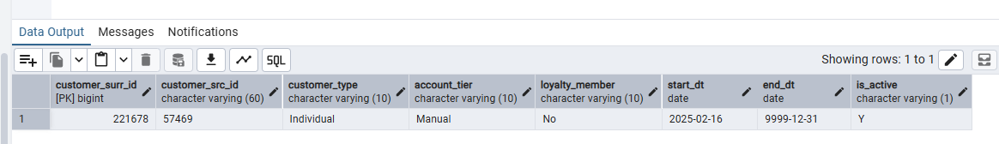 Data Output Messages Notifications
SQL Showing rows: 1 to 1
customer_surr_id customer_src_id customer_type account_tier loyalty_member start_dt end_dt is_active
[PK] bigint character varying (60) character varying (10) character varying (10) character varying (10) date date character varying (1)
1 221678 57469 Individual Manual No 2025-02-16 9999-12-31 Y